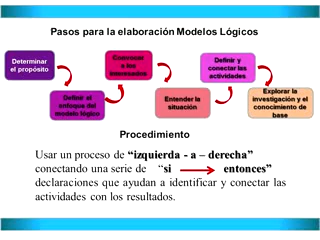 Pasos para la elaboración Modelos Lógicos
Determinar
el propósito
Definir el
enfoque del
modelo lógico
Convocar
a los
interesados
Entender la
situación
Definir y
conectar las
actividades
Explorar la
investigación y el
conocimiento de
base
Procedimiento
Usar un proceso de “izquierda - a – derecha”
conectando una serie de “si entonces”
declaraciones que ayudan a identificar y conectar las
actividades con los resultados.